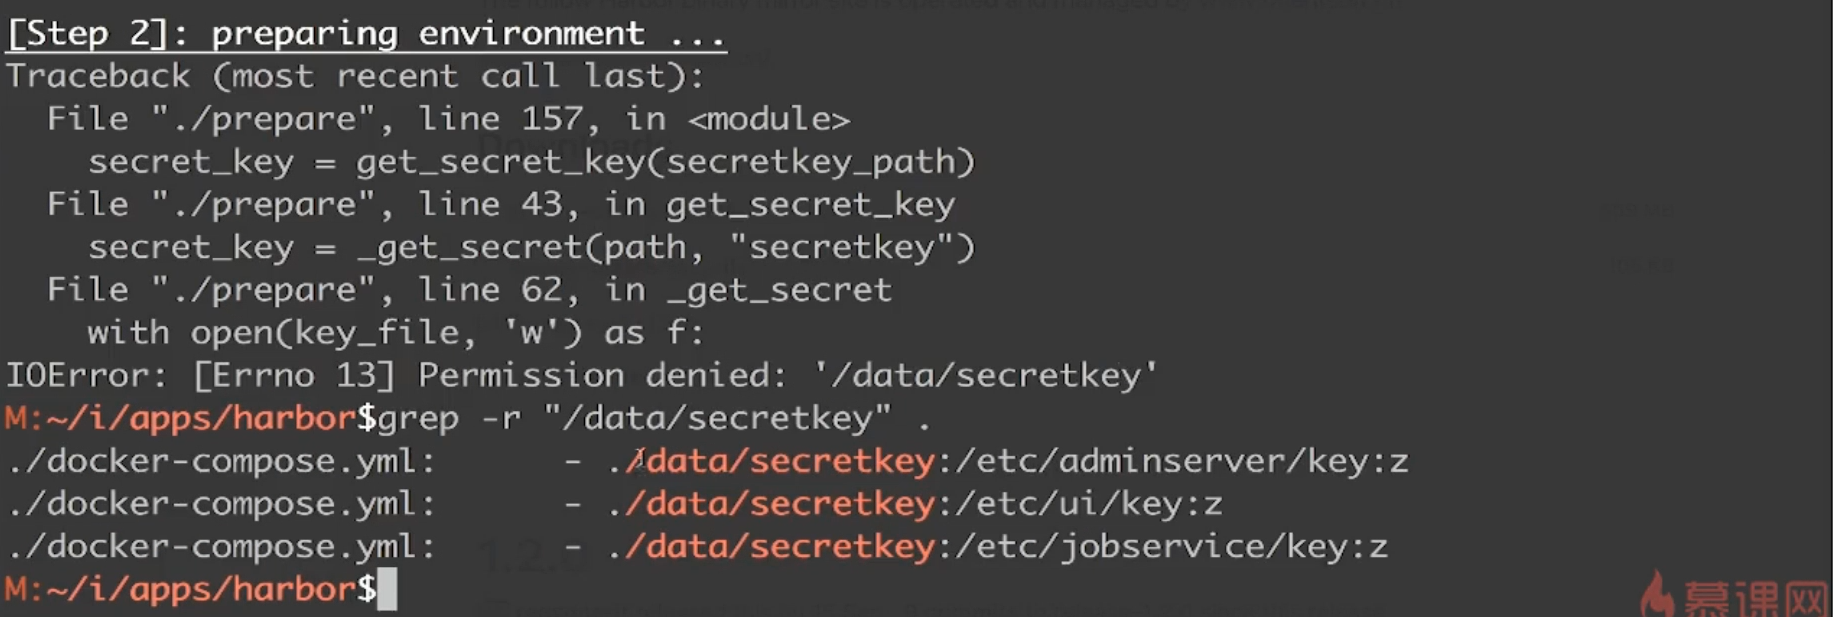 [Step 2]: preparing environment ...
Traceback (most recent call last):
  File "./prepare", line 157, in <module>
    secret_key = get_secret_key(secretkey_path)
  File "./prepare", line 43, in get_secret_key
    secret_key = _get_secret(path, "secretkey")
  File "./prepare", line 62, in _get_secret
    with open(key_file, 'w') as f:
IOError: [Errno 13] Permission denied: '/data/secretkey'
M:~/i/apps/harbor$grep -r "/data/secretkey" .
./docker-compose.yml:      - ./data/secretkey:/etc/adminserver/key:z
./docker-compose.yml:      - ./data/secretkey:/etc/ui/key:z
./docker-compose.yml:      - ./data/secretkey:/etc/jobservice/key:z
M:~/i/apps/harbor$
Download
1.2.0
慕课网